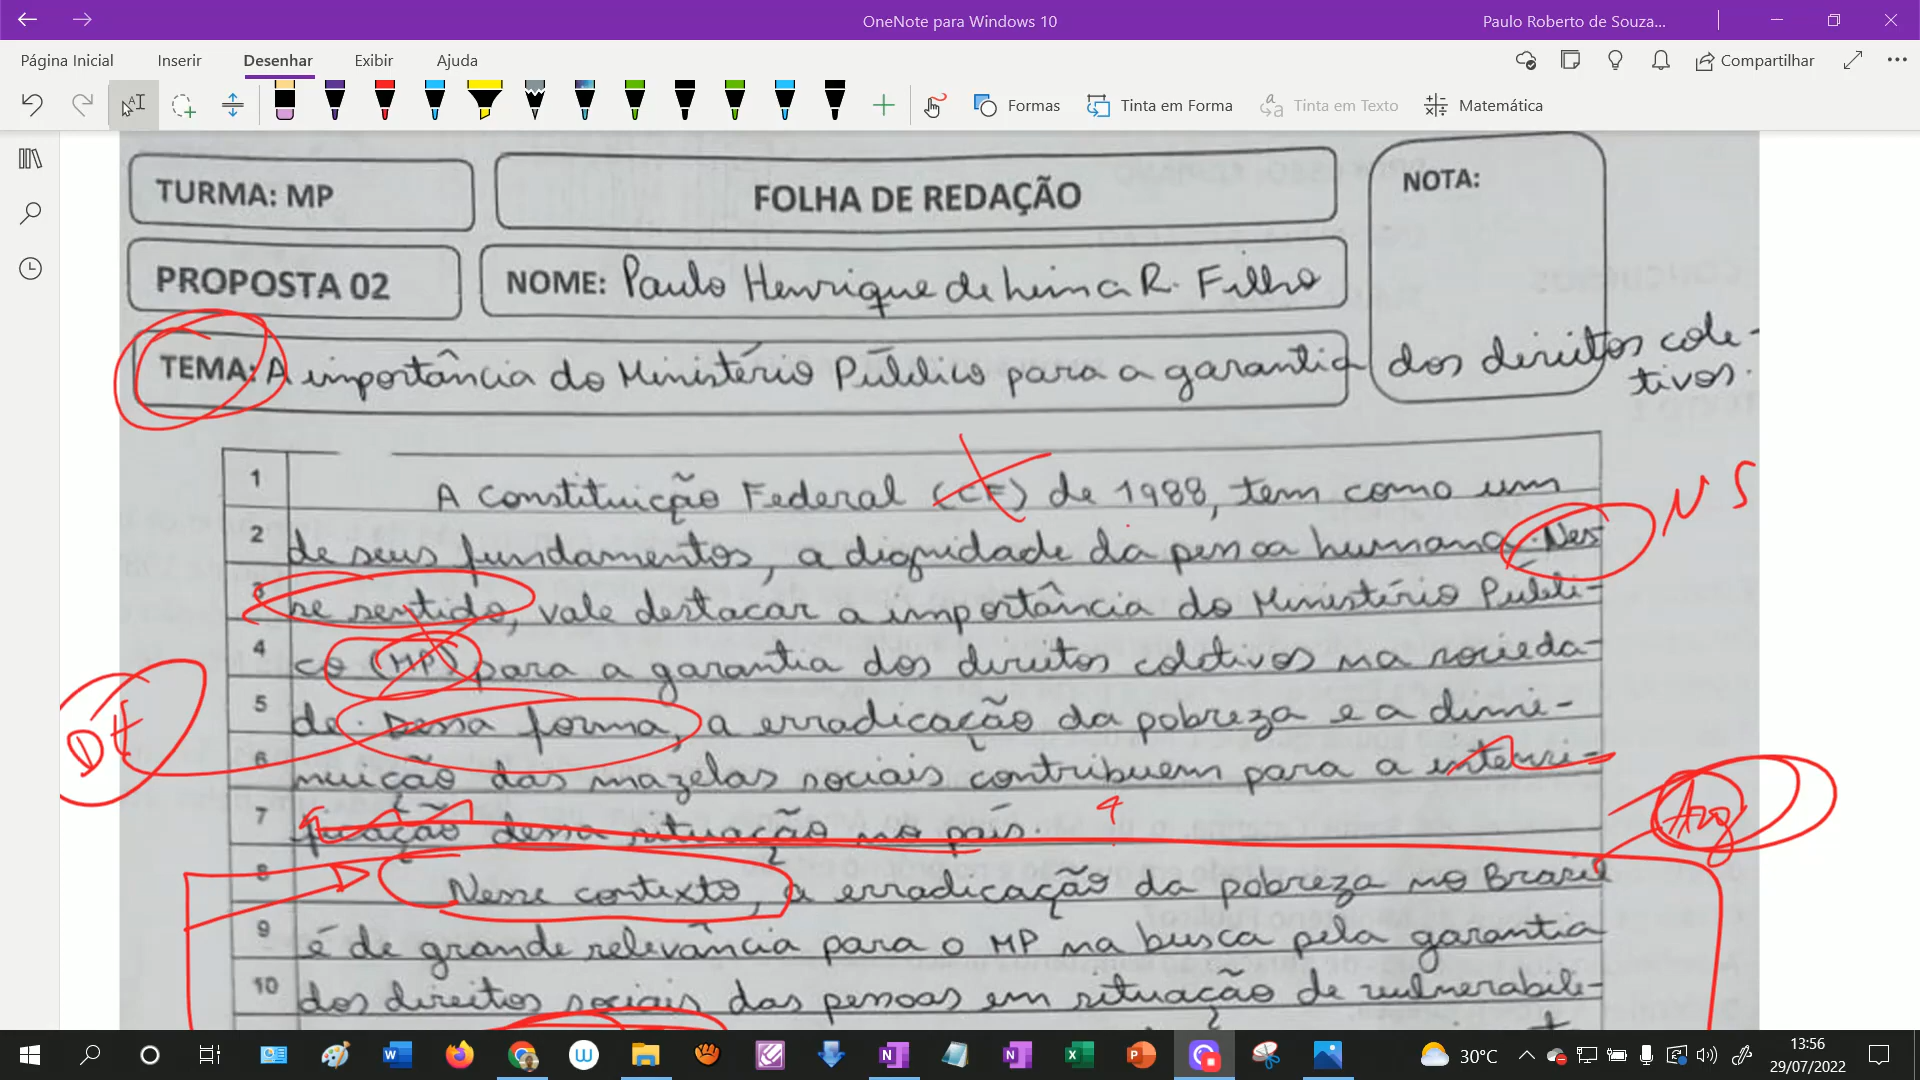 OneNote para Windows 10
Paulo Roberto de Souza...
Página Inicial Inserir Desenhar Exibir Ajuda
Compartilhar
Formas Tinta em Forma Tinta em Texto Matemática
TURMA: MP
FOLHA DE REDAÇÃO
NOTA:
PROPOSTA 02
NOME: Paulo Henrique de Lima R. Filho
TEMA: A importância do Ministério Público para a garantia dos direitos cole-
tivos.
1 A Constituição Federal (CF) de 1988, tem como um
2 de seus fundamentos, a dignidade da pessoa humana. Nes-
NS
3 se sentido, vale destacar a importância do Ministério Públi-
4 co (MP) para a garantia dos direitos coletivos na socieda-
5 de. Dessa forma, a erradicação da pobreza e a dimi-
DE
6 nuição das mazelas sociais contribuem para a intensi-
7 ficação dessa situação no país.
Arg
8 Nesse contexto, a erradicação da pobreza no Brasil
9 é de grande relevância para o MP na busca pela garantia
10 dos direitos sociais das pessoas em situação de vulnerabili-
30°C
13:56
29/07/2022